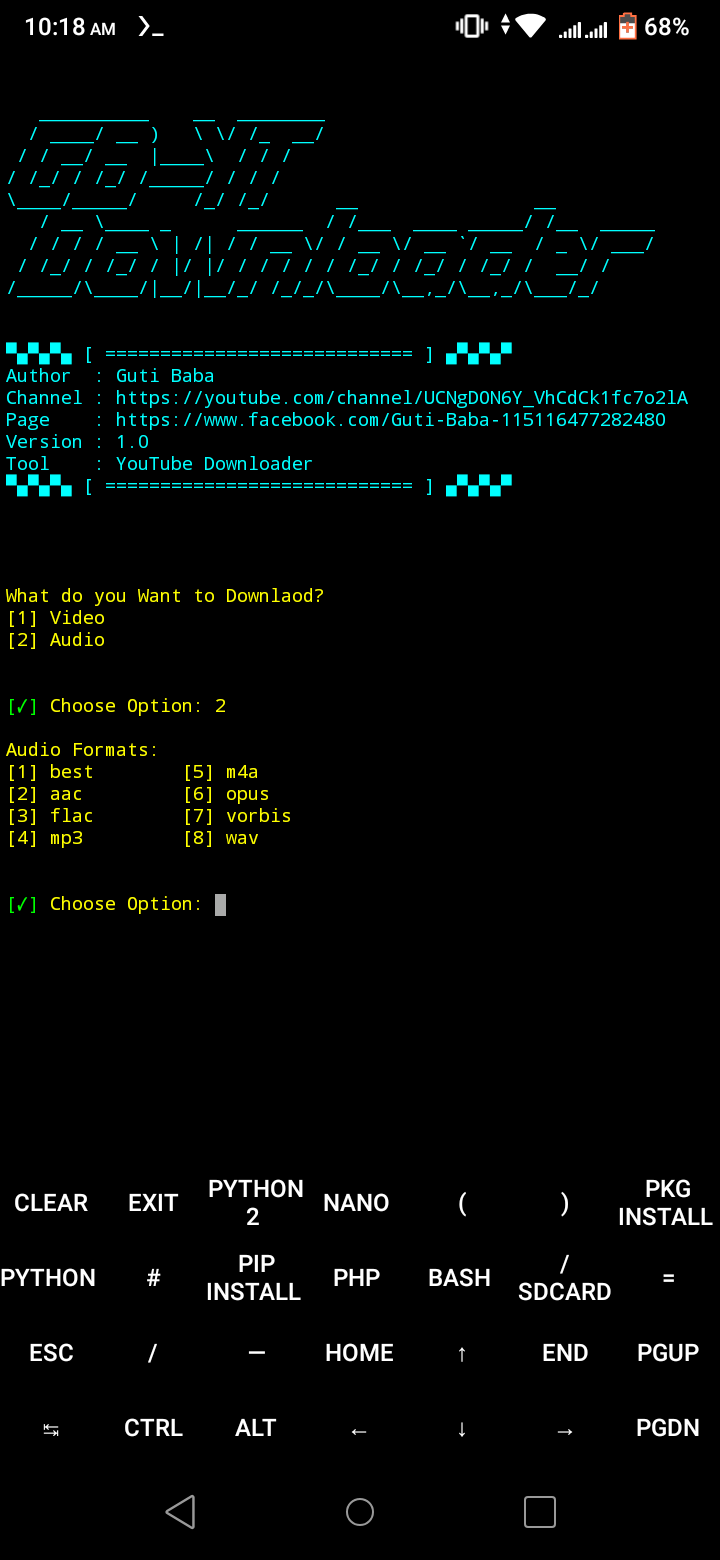 10:18 AM
68%
GB-YT
Downloader
[ ============================ ]
Author : Guti Baba
Channel : https://youtube.com/channel/UCNgDON6Y_VhCdCk1fc7o2lA
Page : https://www.facebook.com/Guti-Baba-115116477282480
Version : 1.0
Tool : YouTube Downloader
[ ============================ ]
What do you Want to Downlaod?
[1] Video
[2] Audio
[✓] Choose Option: 2
Audio Formats:
[1] best [5] m4a
[2] aac [6] opus
[3] flac [7] vorbis
[4] mp3 [8] wav
[✓] Choose Option:
CLEAR EXIT PYTHON 2 NANO ( ) PKG INSTALL
PYTHON # PIP INSTALL PHP BASH /SDCARD =
ESC / — HOME ↑ END PGUP
↹ CTRL ALT ← ↓ → PGDN